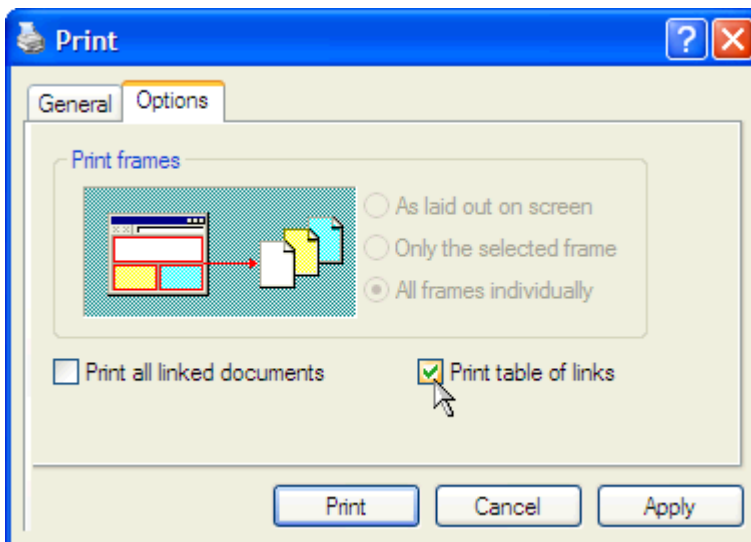 Print
General
Options
Print frames
As laid out on screen
Only the selected frame
All frames individually
Print all linked documents
Print table of links
Print
Cancel
Apply